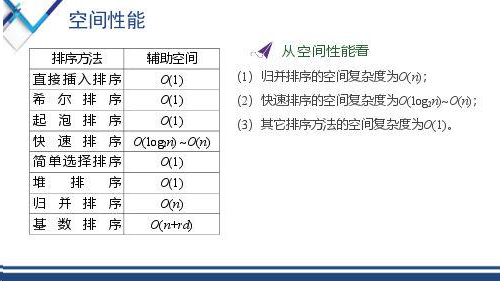 空间性能
排序方法 辅助空间
直接插入排序 O(1)
希尔排序 O(1)
起泡排序 O(1)
快速排序 O(log₂n) ~O(n)
简单选择排序 O(1)
堆排序 O(1)
归并排序 O(n)
基数排序 O(n+rd)
从空间性能看
(1) 归并排序的空间复杂度为O(n)；
(2) 快速排序的空间复杂度为O(log₂n)~O(n)；
(3) 其它排序方法的空间复杂度为O(1)。